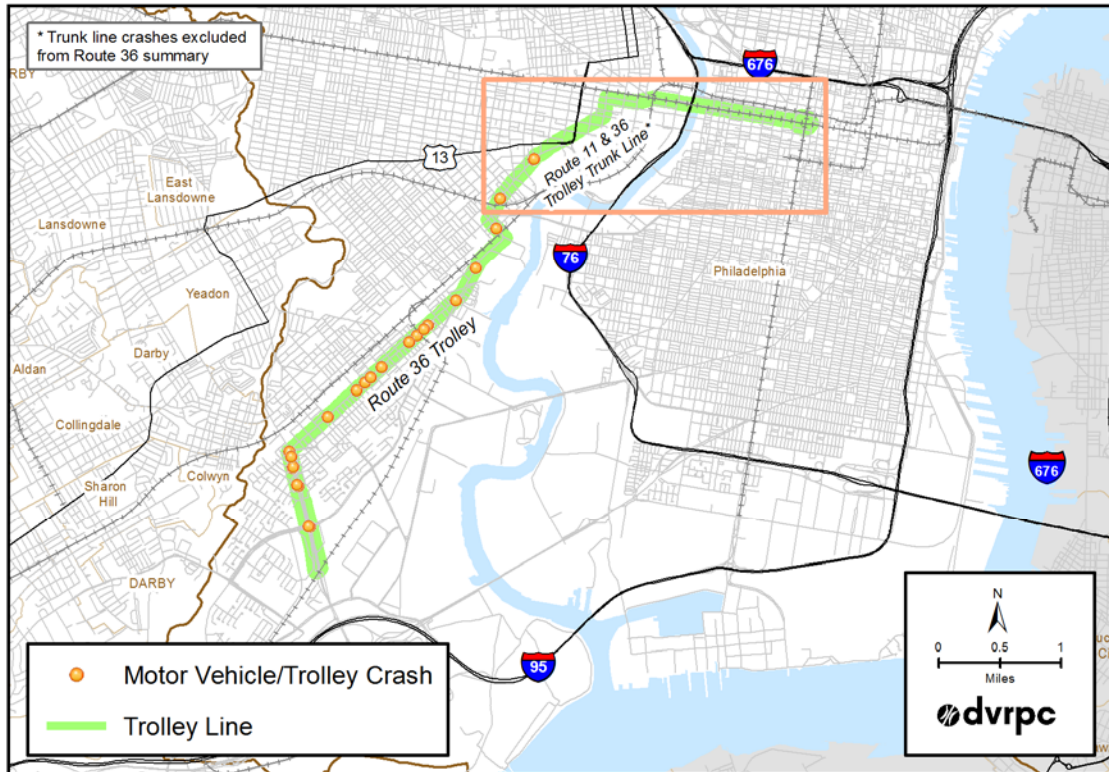 * Trunk line crashes excluded
from Route 36 summary
RBY
676
13
Route 11 & 36
Trolley Trunk Line*
East
Lansdowne
Lansdowne
76
Philadelphia
Yeadon
Darby
Aldan
Route 36 Trolley
Collingdale
Colwyn
Sharon
Hill
676
DARBY
95
Motor Vehicle/Trolley Crash
Trolley Line
N
0 0.5 1
Miles
dvrpc